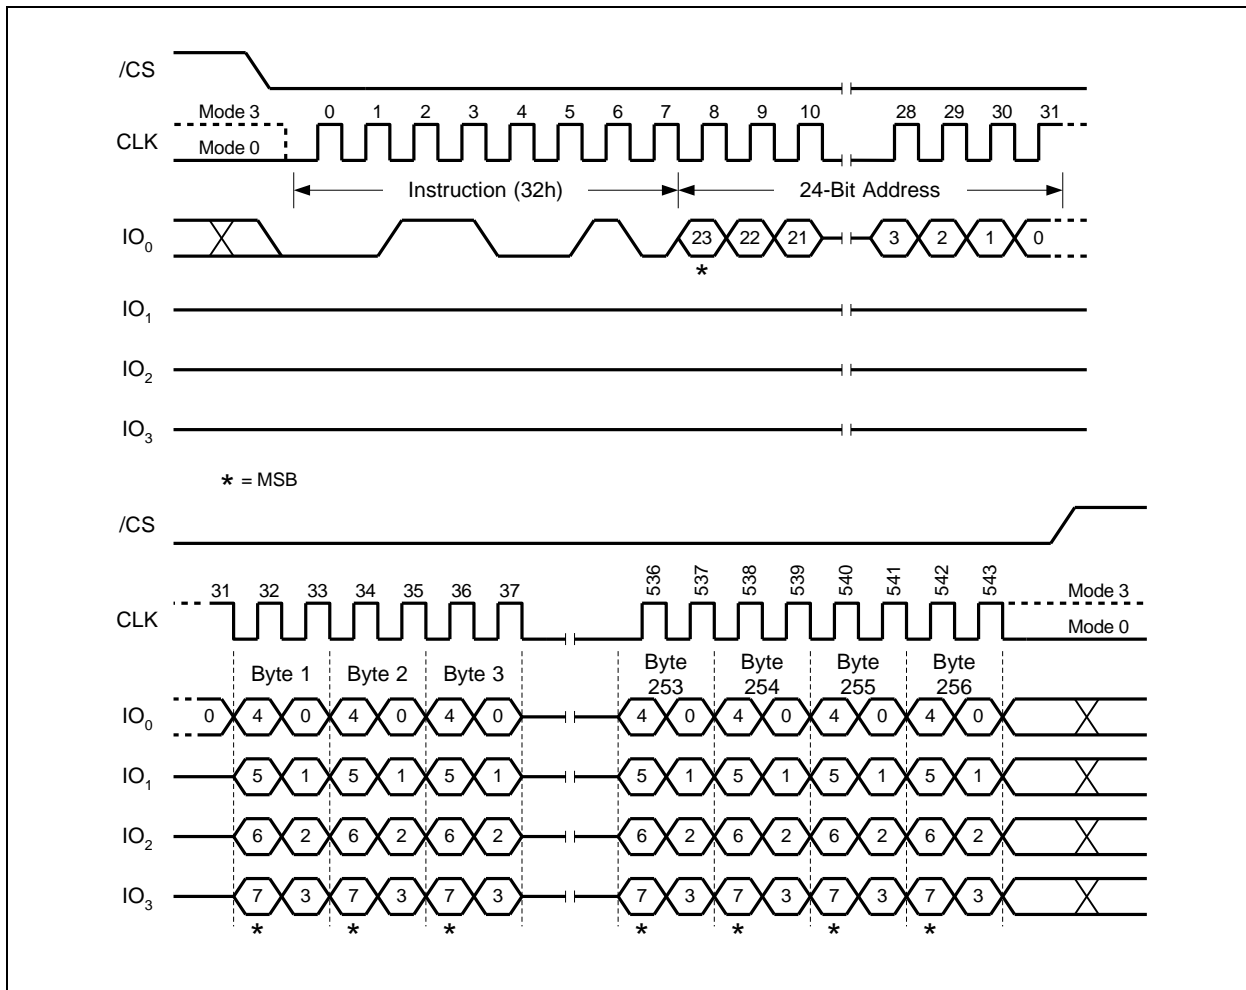 /CS
Mode 3 0 1 2 3 4 5 6 7 8 9 10 28 29 30 31
CLK
Mode 0
Instruction (32h) 24-Bit Address
IO0 23 22 21 3 2 1 0
*
IO1
IO2
IO3
* = MSB
/CS
536 537 538 539 540 541 542 543
31 32 33 34 35 36 37 Mode 3
CLK
Mode 0
Byte 1 Byte 2 Byte 3 Byte 253 Byte 254 Byte 255 Byte 256
IO0 0 4 0 4 0 4 0 4 0 4 0 4 0 4 0
IO1 5 1 5 1 5 1 5 1 5 1 5 1 5 1
IO2 6 2 6 2 6 2 6 2 6 2 6 2 6 2
IO3 7 3 7 3 7 3 7 3 7 3 7 3 7 3
* * * * * * *